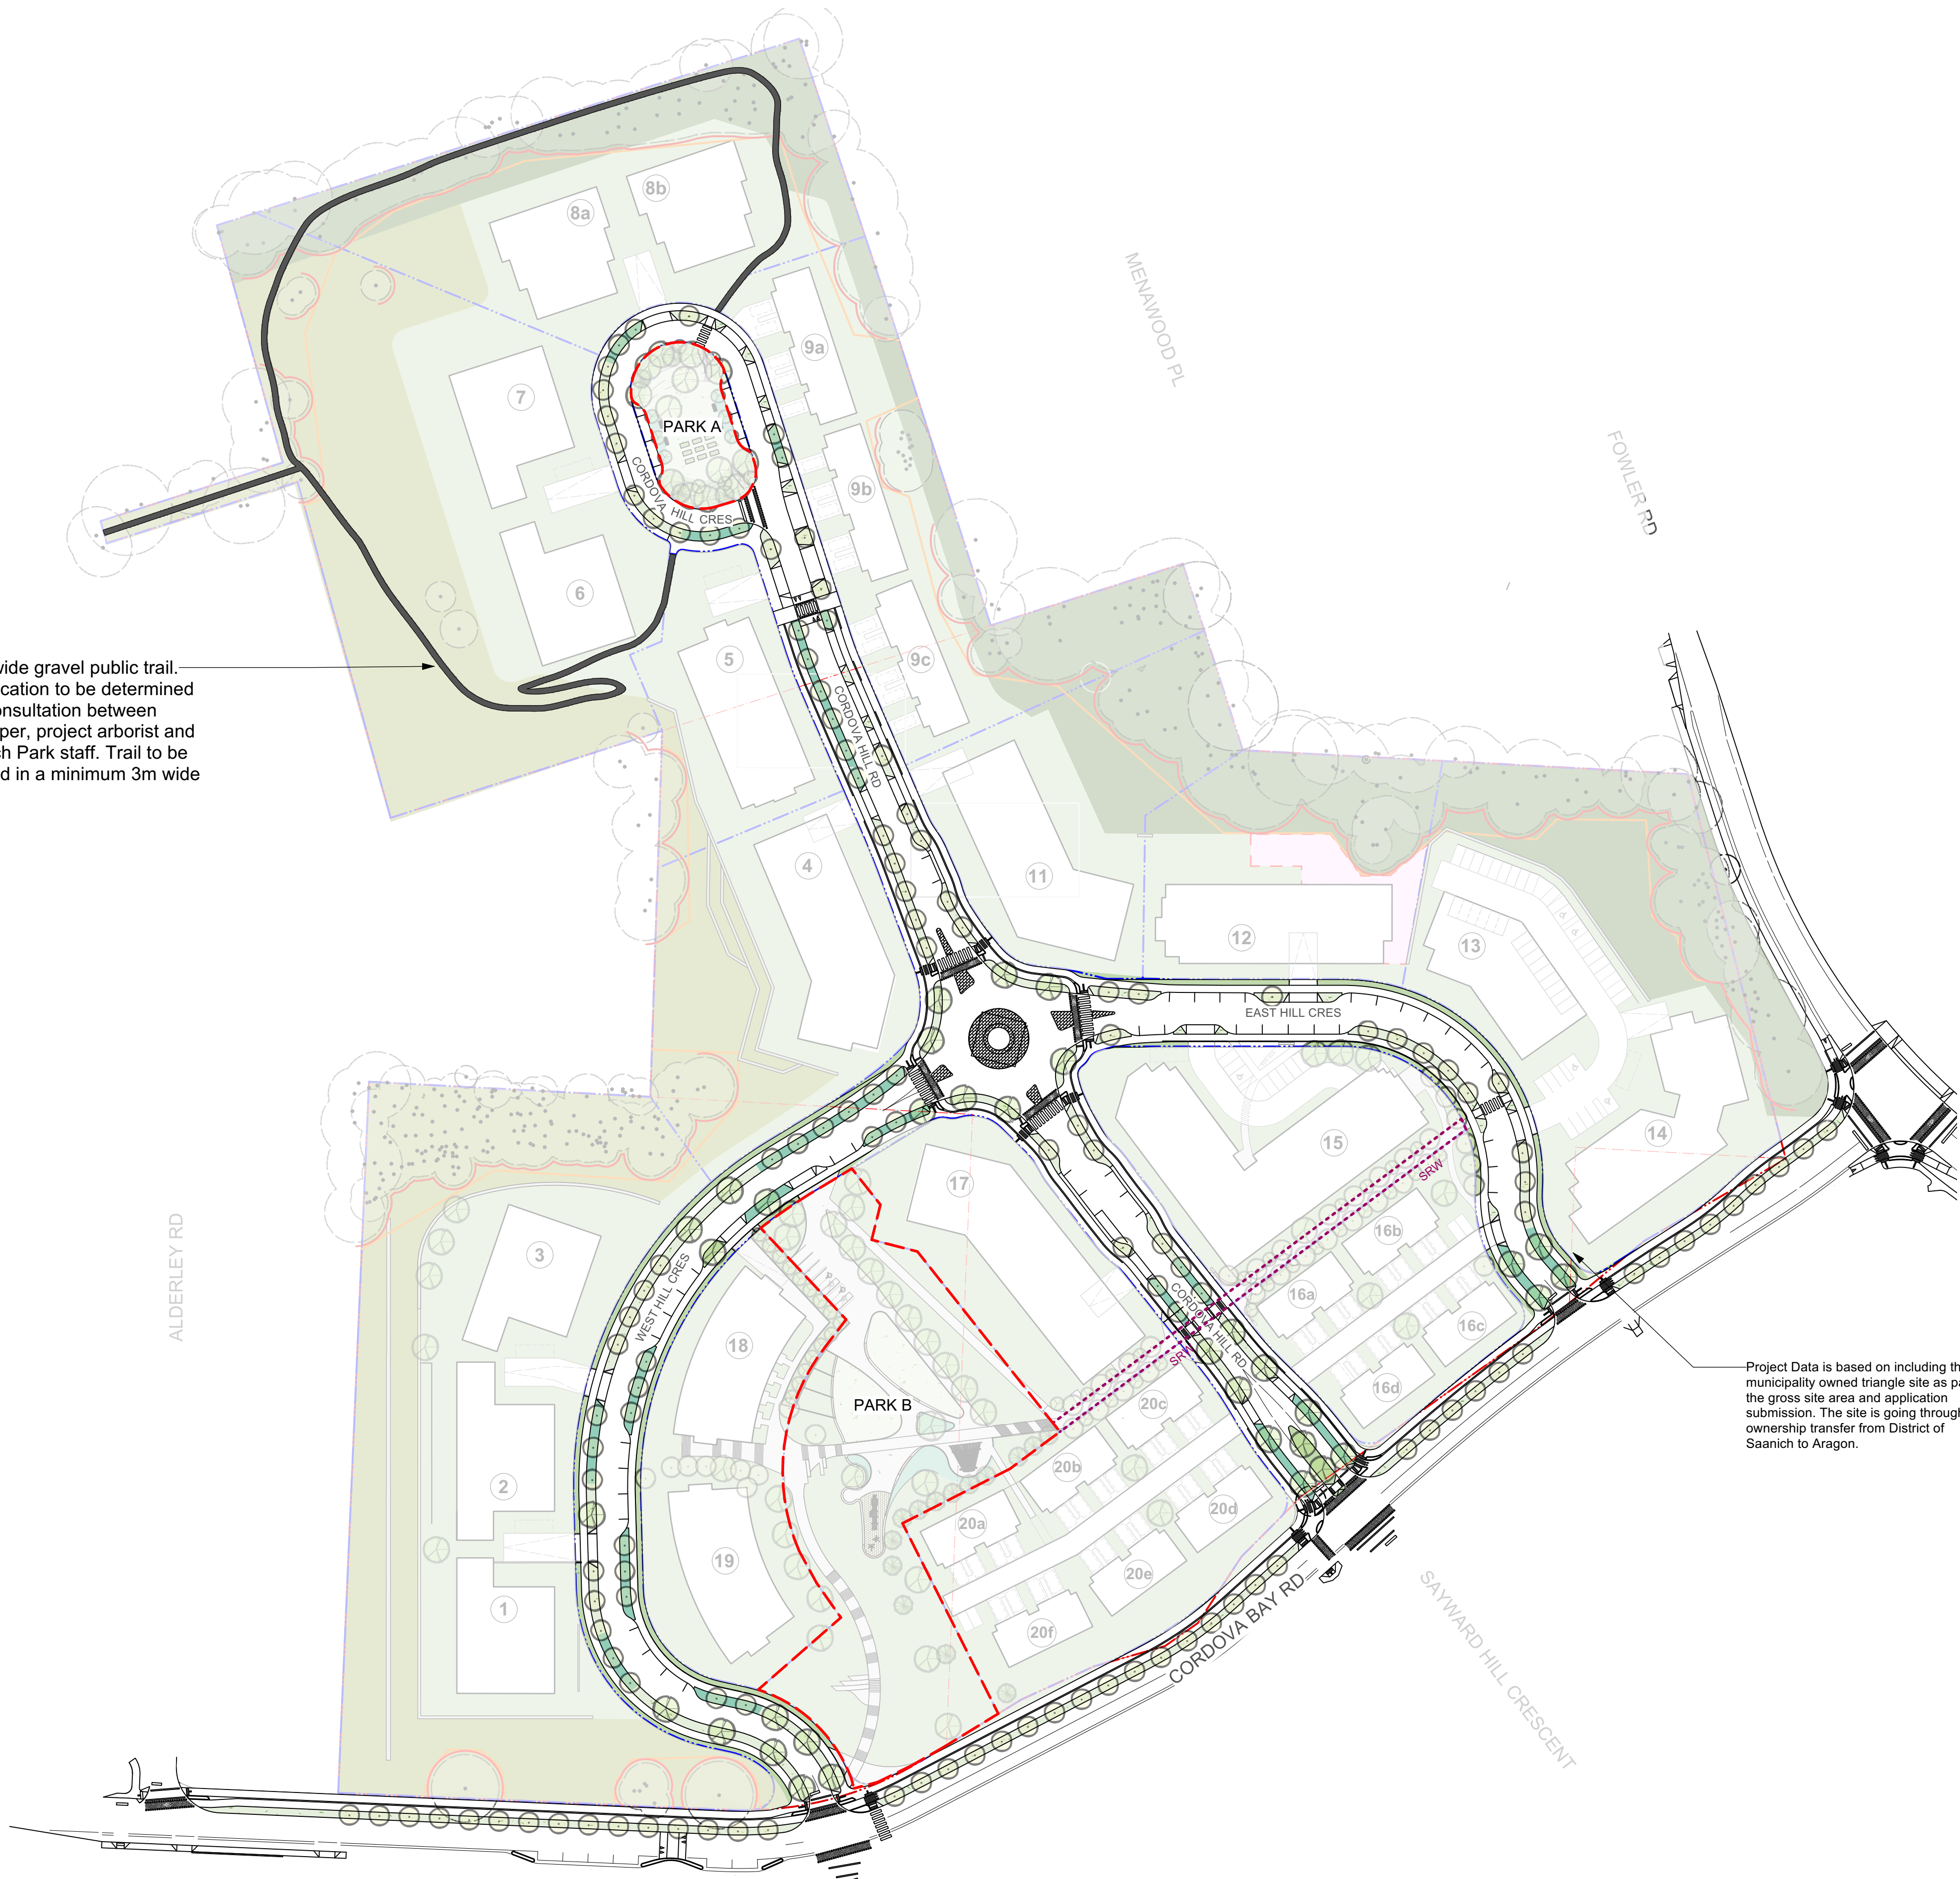 8b
8a
MENAWOOD PL
9a
7
PARK A
FOWLER RD
9b
CORDOVA HILL CRES
6
wide gravel public trail.
cation to be determined
onsultation between
per, project arborist and
ch Park staff. Trail to be
d in a minimum 3m wide
5
9c
CORDOVA HILL RD
4
11
12
13
EAST HILL CRES
15
14
SRW
17
16b
ALDERLEY RD
3
WEST HILL CRES
16a
CORDOVA HILL RD
16c
18
SRW
16d
Project Data is based on including th
municipality owned triangle site as pa
the gross site area and application
submission. The site is going through
ownership transfer from District of
Saanich to Aragon.
PARK B
20c
20b
2
20a
20d
19
20e
1
20f
CORDOVA BAY RD
SAYWARD HILL CRESCENT